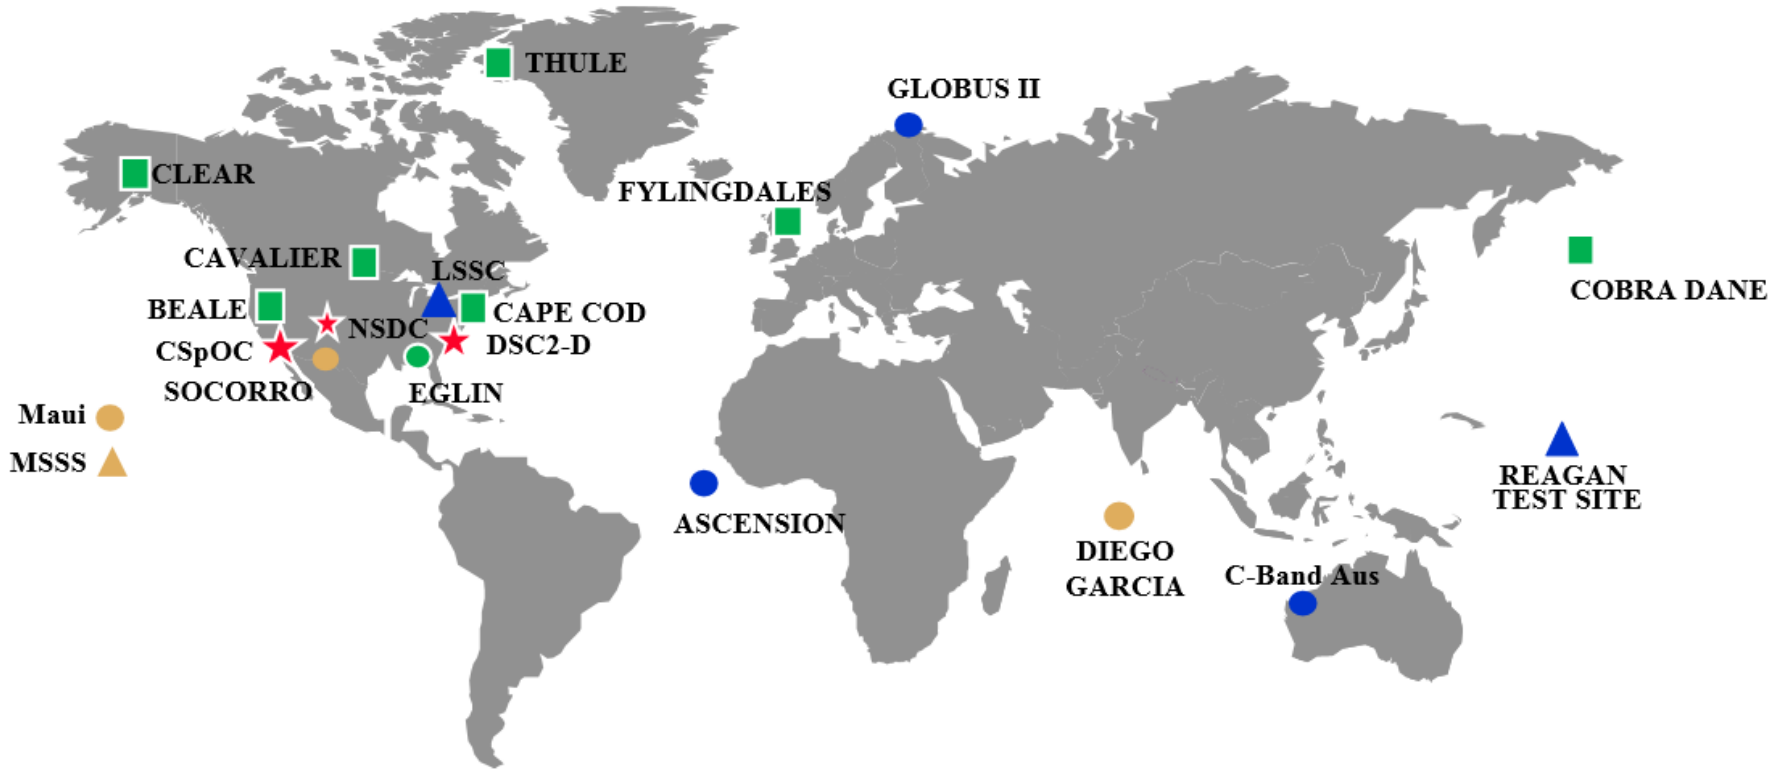 THULE
GLOBUS II
CLEAR
FYLINGDALES
CAVALIER
LSSC
COBRA DANE
BEALE
CAPE COD
NSDC
CSpOC
DSC2-D
SOCORRO
EGLIN
Maui
MSSS
REAGAN
TEST SITE
ASCENSION
DIEGO
GARCIA
C-Band Aus